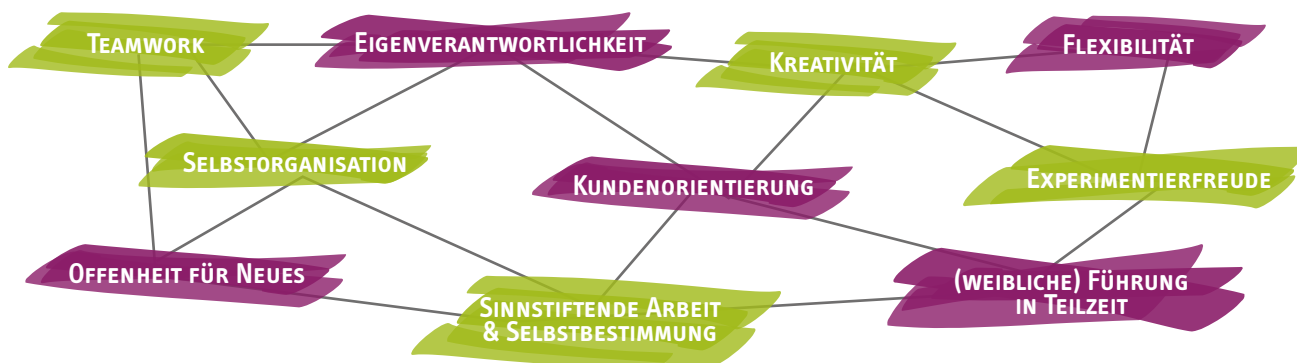 Teamwork
Eigenverantwortlichkeit
Kreativität
Flexibilität
Selbstorganisation
Kundenorientierung
Experimentierfreude
Offenheit für Neues
Sinnstiftende Arbeit
& Selbstbestimmung
(weibliche) Führung
in Teilzeit